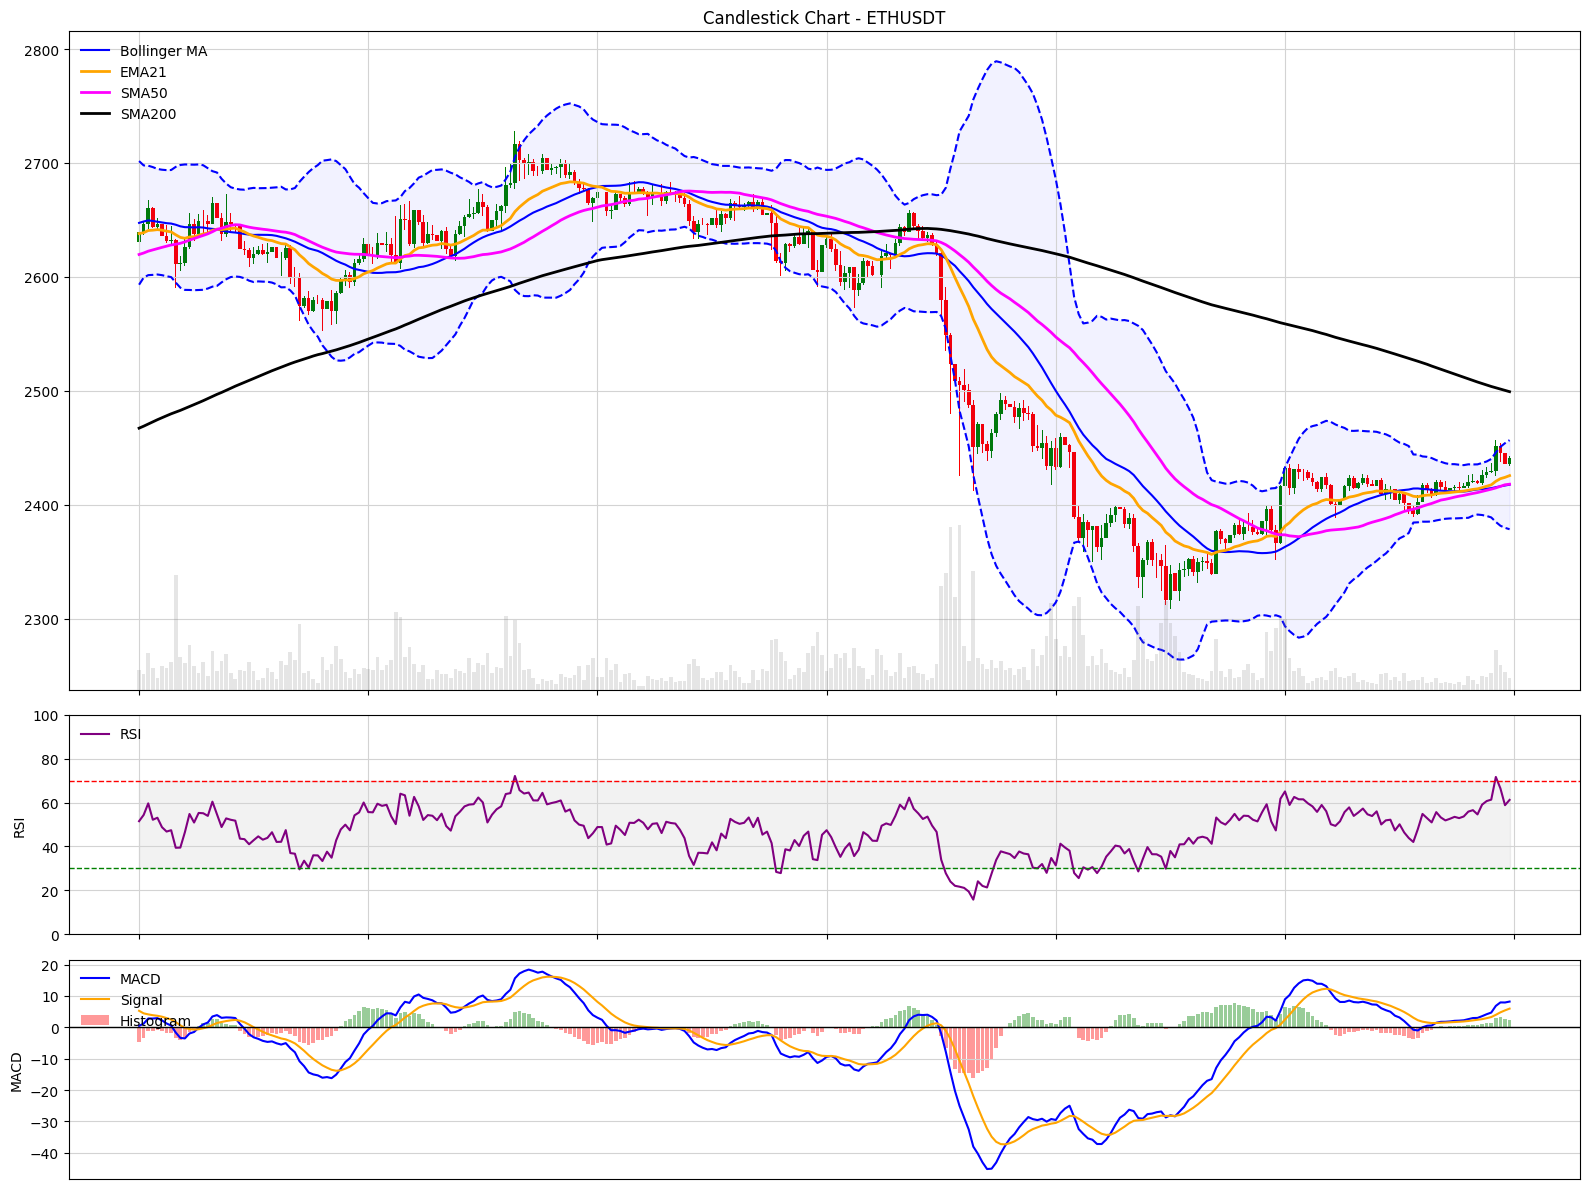 Candlestick Chart - ETHUSDT
Bollinger MA
EMA21
SMA50
SMA200
2800
2700
2600
2500
2400
2300
RSI
100
80
60
40
20
0
RSI
MACD
Signal
Histogram
20
10
0
−10
−20
−30
−40
MACD